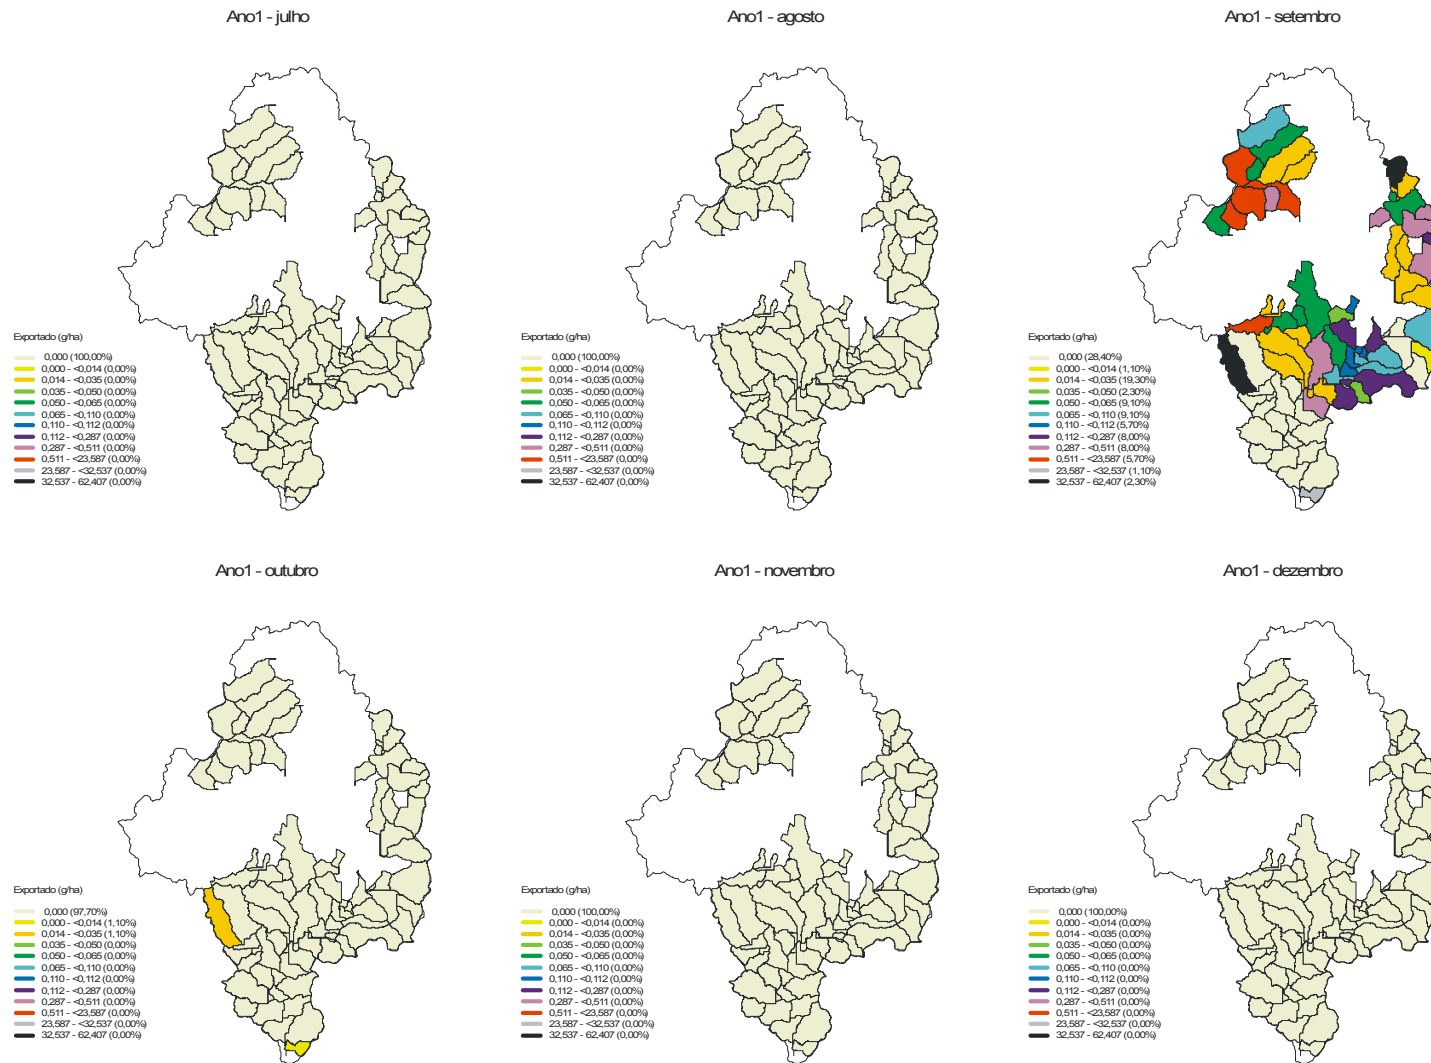 Ano1 - julho
Exportado (g/ha)
0,000 (100,00%)
0,000 - <0,014 (0,00%)
0,014 - <0,035 (0,00%)
0,035 - <0,050 (0,00%)
0,050 - <0,065 (0,00%)
0,065 - <0,110 (0,00%)
0,110 - <0,112 (0,00%)
0,112 - <0,287 (0,00%)
0,287 - <0,511 (0,00%)
0,511 - <23,587 (0,00%)
23,587 - <32,537 (0,00%)
32,537 - 62,407 (0,00%)
Ano1 - agosto
Exportado (g/ha)
0,000 (100,00%)
0,000 - <0,014 (0,00%)
0,014 - <0,035 (0,00%)
0,035 - <0,050 (0,00%)
0,050 - <0,065 (0,00%)
0,065 - <0,110 (0,00%)
0,110 - <0,112 (0,00%)
0,112 - <0,287 (0,00%)
0,287 - <0,511 (0,00%)
0,511 - <23,587 (0,00%)
23,587 - <32,537 (0,00%)
32,537 - 62,407 (0,00%)
Ano1 - setembro
Exportado (g/ha)
0,000 (28,40%)
0,000 - <0,014 (1,10%)
0,014 - <0,035 (19,30%)
0,035 - <0,050 (2,30%)
0,050 - <0,065 (9,10%)
0,065 - <0,110 (9,10%)
0,110 - <0,112 (5,70%)
0,112 - <0,287 (8,00%)
0,287 - <0,511 (8,00%)
0,511 - <23,587 (5,70%)
23,587 - <32,537 (1,10%)
32,537 - 62,407 (2,30%)
Ano1 - outubro
Exportado (g/ha)
0,000 (97,70%)
0,000 - <0,014 (1,10%)
0,014 - <0,035 (1,10%)
0,035 - <0,050 (0,00%)
0,050 - <0,065 (0,00%)
0,065 - <0,110 (0,00%)
0,110 - <0,112 (0,00%)
0,112 - <0,287 (0,00%)
0,287 - <0,511 (0,00%)
0,511 - <23,587 (0,00%)
23,587 - <32,537 (0,00%)
32,537 - 62,407 (0,00%)
Ano1 - novembro
Exportado (g/ha)
0,000 (100,00%)
0,000 - <0,014 (0,00%)
0,014 - <0,035 (0,00%)
0,035 - <0,050 (0,00%)
0,050 - <0,065 (0,00%)
0,065 - <0,110 (0,00%)
0,110 - <0,112 (0,00%)
0,112 - <0,287 (0,00%)
0,287 - <0,511 (0,00%)
0,511 - <23,587 (0,00%)
23,587 - <32,537 (0,00%)
32,537 - 62,407 (0,00%)
Ano1 - dezembro
Exportado (g/ha)
0,000 (100,00%)
0,000 - <0,014 (0,00%)
0,014 - <0,035 (0,00%)
0,035 - <0,050 (0,00%)
0,050 - <0,065 (0,00%)
0,065 - <0,110 (0,00%)
0,110 - <0,112 (0,00%)
0,112 - <0,287 (0,00%)
0,287 - <0,511 (0,00%)
0,511 - <23,587 (0,00%)
23,587 - <32,537 (0,00%)
32,537 - 62,407 (0,00%)